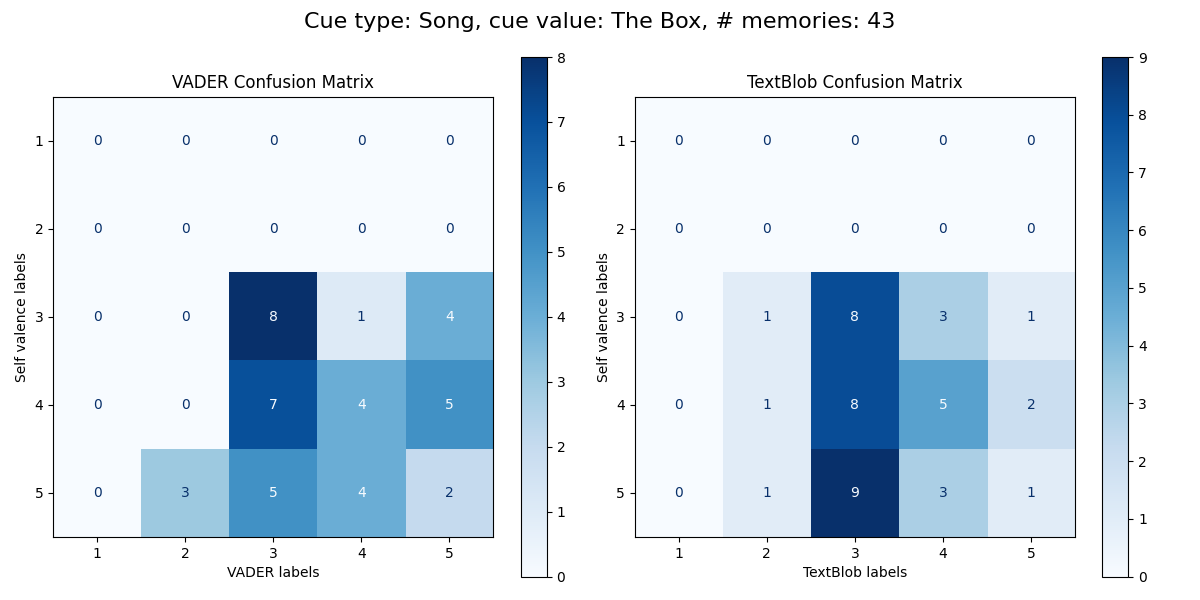 Cue type: Song, cue value: The Box, # memories: 43
VADER Confusion Matrix
Self valence labels
1 0 0 0 0 0
2 0 0 0 0 0
3 0 0 8 1 4
4 0 0 7 4 5
5 0 3 5 4 2
1 2 3 4 5
VADER labels
8
7
6
5
4
3
2
1
0
TextBlob Confusion Matrix
Self valence labels
1 0 0 0 0 0
2 0 0 0 0 0
3 0 1 8 3 1
4 0 1 8 5 2
5 0 1 9 3 1
1 2 3 4 5
TextBlob labels
9
8
7
6
5
4
3
2
1
0